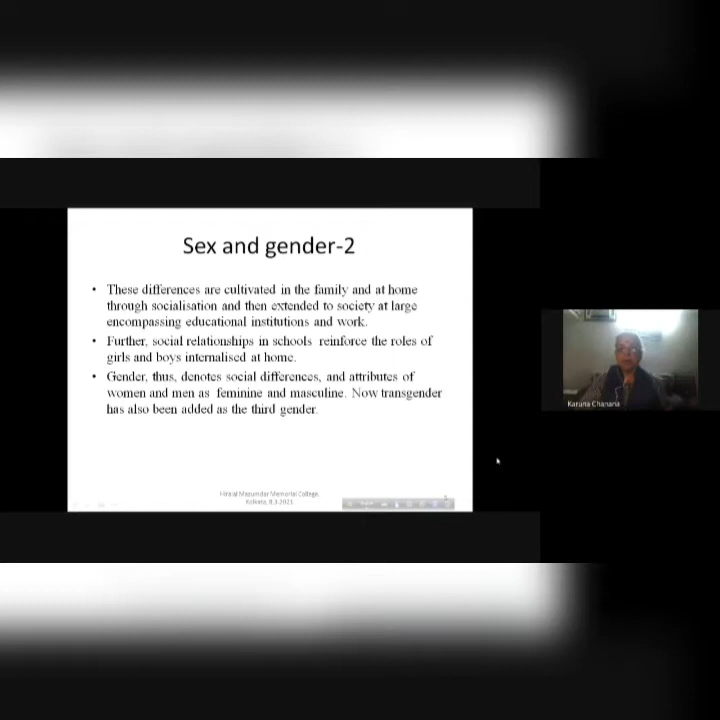 Sex and gender-2
• These differences are cultivated in the family and at home
through socialisation and then extended to society at large
encompassing educational institutions and work.
• Further, social relationships in schools reinforce the roles of
girls and boys internalised at home.
• Gender, thus, denotes social differences, and attributes of
women and men as feminine and masculine. Now transgender
has also been added as the third gender.
Hiralal Mazumdar Memorial College,
Kolkata, 8.3.2021
Karuna Chanana